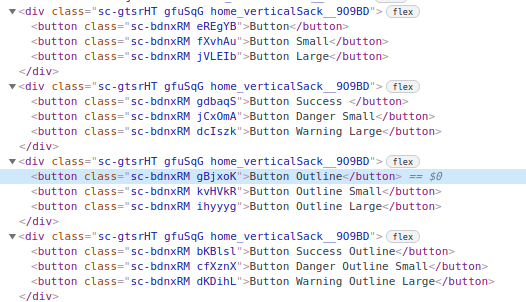 ▼<div class="sc-gtsrHT gfuSqG home_verticalSack__9O9BD"> flex
<button class="sc-bdnxRM eREgYB">Button</button>
<button class="sc-bdnxRM fXvhAu">Button Small</button>
<button class="sc-bdnxRM jVLEIb">Button Large</button>
</div>
▼<div class="sc-gtsrHT gfuSqG home_verticalSack__9O9BD"> flex
<button class="sc-bdnxRM gdbaqS">Button Success </button>
<button class="sc-bdnxRM jCxOmA">Button Danger Small</button>
<button class="sc-bdnxRM dcIszk">Button Warning Large</button>
</div>
▼<div class="sc-gtsrHT gfuSqG home_verticalSack__9O9BD"> flex
<button class="sc-bdnxRM gBjxoK">Button Outline</button> == $0
<button class="sc-bdnxRM kvHVkR">Button Outline Small</button>
<button class="sc-bdnxRM ihyyyg">Button Outline Large</button>
</div>
▼<div class="sc-gtsrHT gfuSqG home_verticalSack__9O9BD"> flex
<button class="sc-bdnxRM bKBlsl">Button Success Outline</button>
<button class="sc-bdnxRM cfXznX">Button Danger Outline Small</button>
<button class="sc-bdnxRM dKDihL">Button Warning Outline Large</button>
</div>